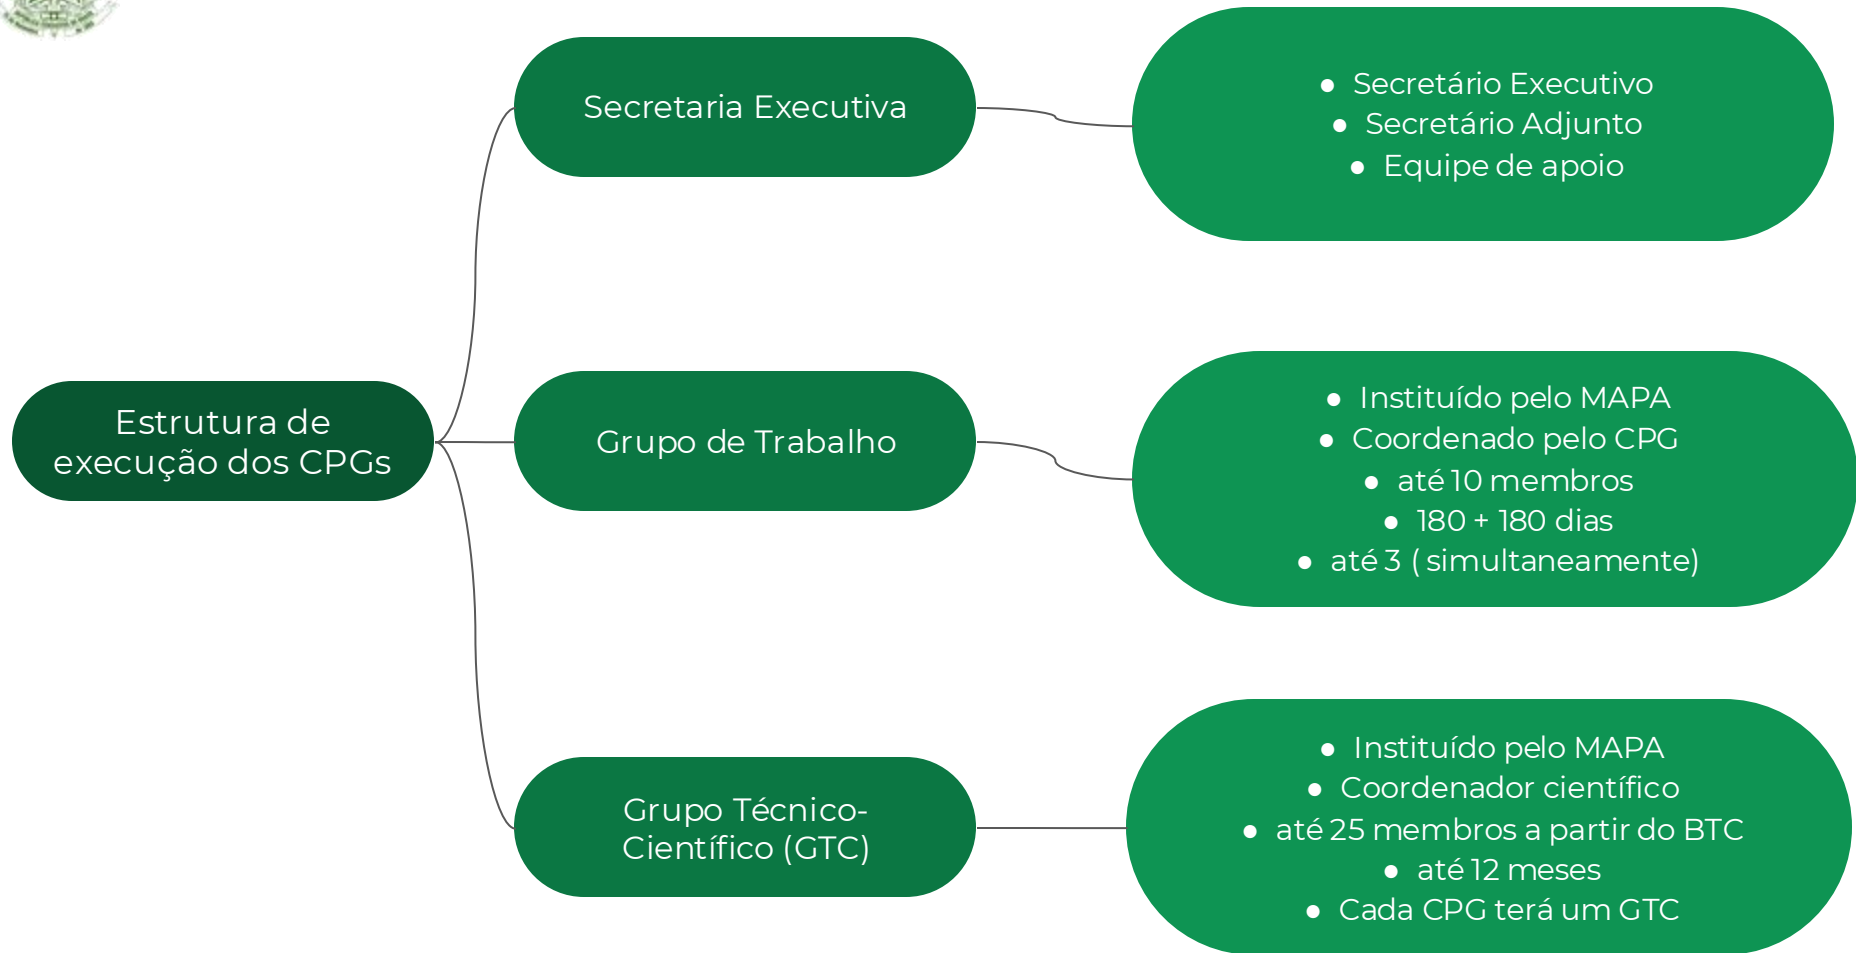 Estrutura de
execução dos CPGs
Secretaria Executiva
● Secretário Executivo
● Secretário Adjunto
● Equipe de apoio
Grupo de Trabalho
● Instituído pelo MAPA
● Coordenado pelo CPG
● até 10 membros
● 180 + 180 dias
● até 3 ( simultaneamente)
Grupo Técnico-
Científico (GTC)
● Instituído pelo MAPA
● Coordenador científico
● até 25 membros a partir do BTC
● até 12 meses
● Cada CPG terá um GTC